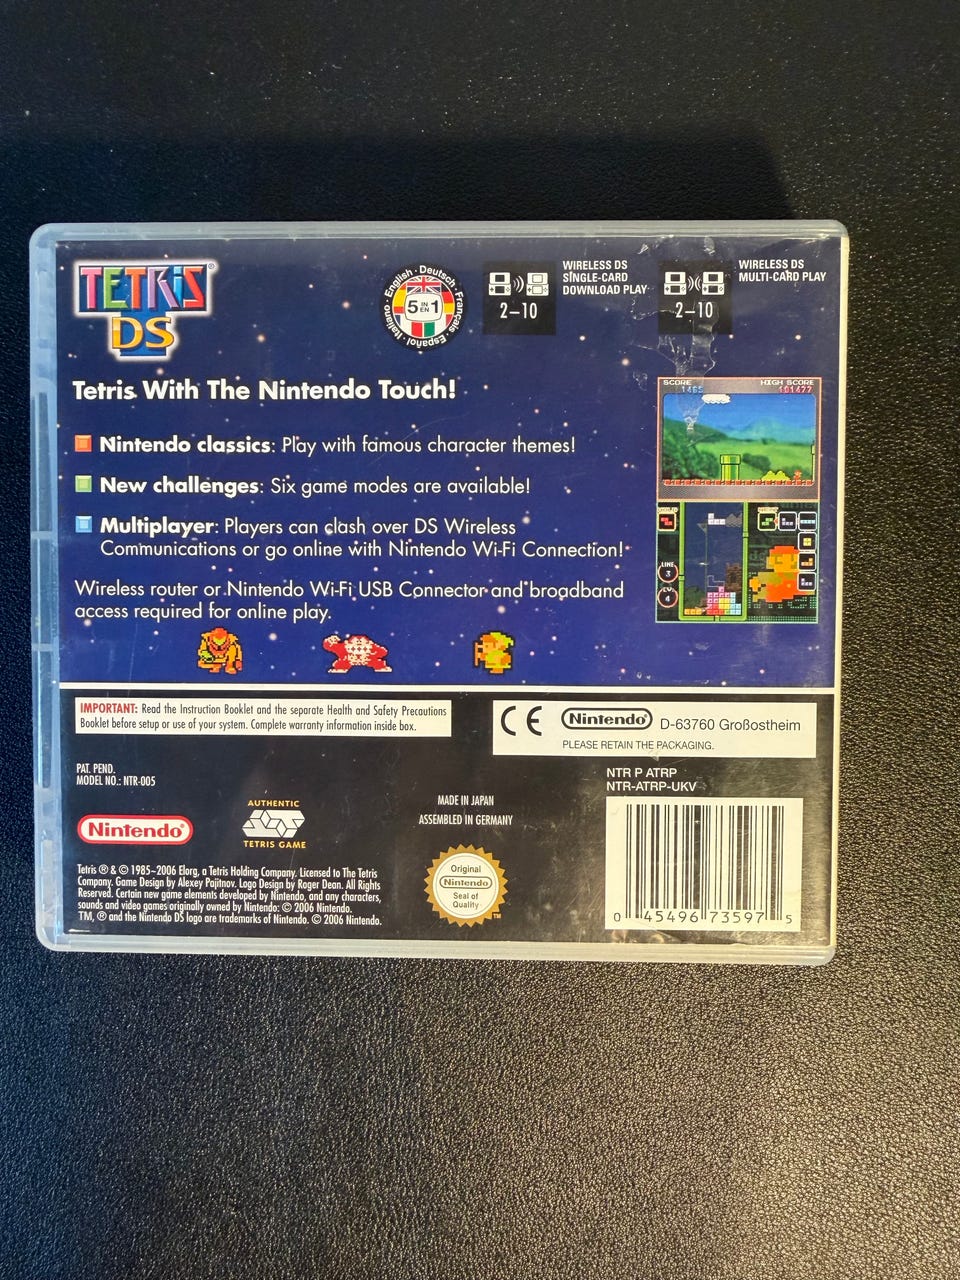 TETRiS®
DS
English · Deutsch · Français · Español · Italiano
5 IN EN 1
2–10
WIRELESS DS
SINGLE-CARD
DOWNLOAD PLAY
2–10
WIRELESS DS
MULTI-CARD PLAY
Tetris With The Nintendo Touch!
Nintendo classics: Play with famous character themes!
New challenges: Six game modes are available!
Multiplayer: Players can clash over DS Wireless
Communications or go online with Nintendo Wi-Fi Connection!
Wireless router or Nintendo Wi-Fi USB Connector and broadband
access required for online play.
SCORE HIGH SCORE
1465 101477
LINE
3
LV
4
IMPORTANT: Read the Instruction Booklet and the separate Health and Safety Precautions
Booklet before setup or use of your system. Complete warranty information inside box.
CE Nintendo D-63760 Großostheim
PLEASE RETAIN THE PACKAGING.
PAT. PEND.
MODEL NO.: NTR-005
NTR P ATRP
NTR-ATRP-UKV
Nintendo®
AUTHENTIC
TETRIS GAME
MADE IN JAPAN
ASSEMBLED IN GERMANY
Original
Nintendo
Seal of
Quality
TM
Tetris ® & © 1985–2006 Elorg, a Tetris Holding Company. Licensed to The Tetris
Company. Game Design by Alexey Pajitnov. Logo Design by Roger Dean. All Rights
Reserved. Certain new game elements developed by Nintendo, and any characters,
sounds and video games originally owned by Nintendo: © 2006 Nintendo.
TM, ® and the Nintendo DS logo are trademarks of Nintendo. © 2006 Nintendo.
0 45496 73597 5